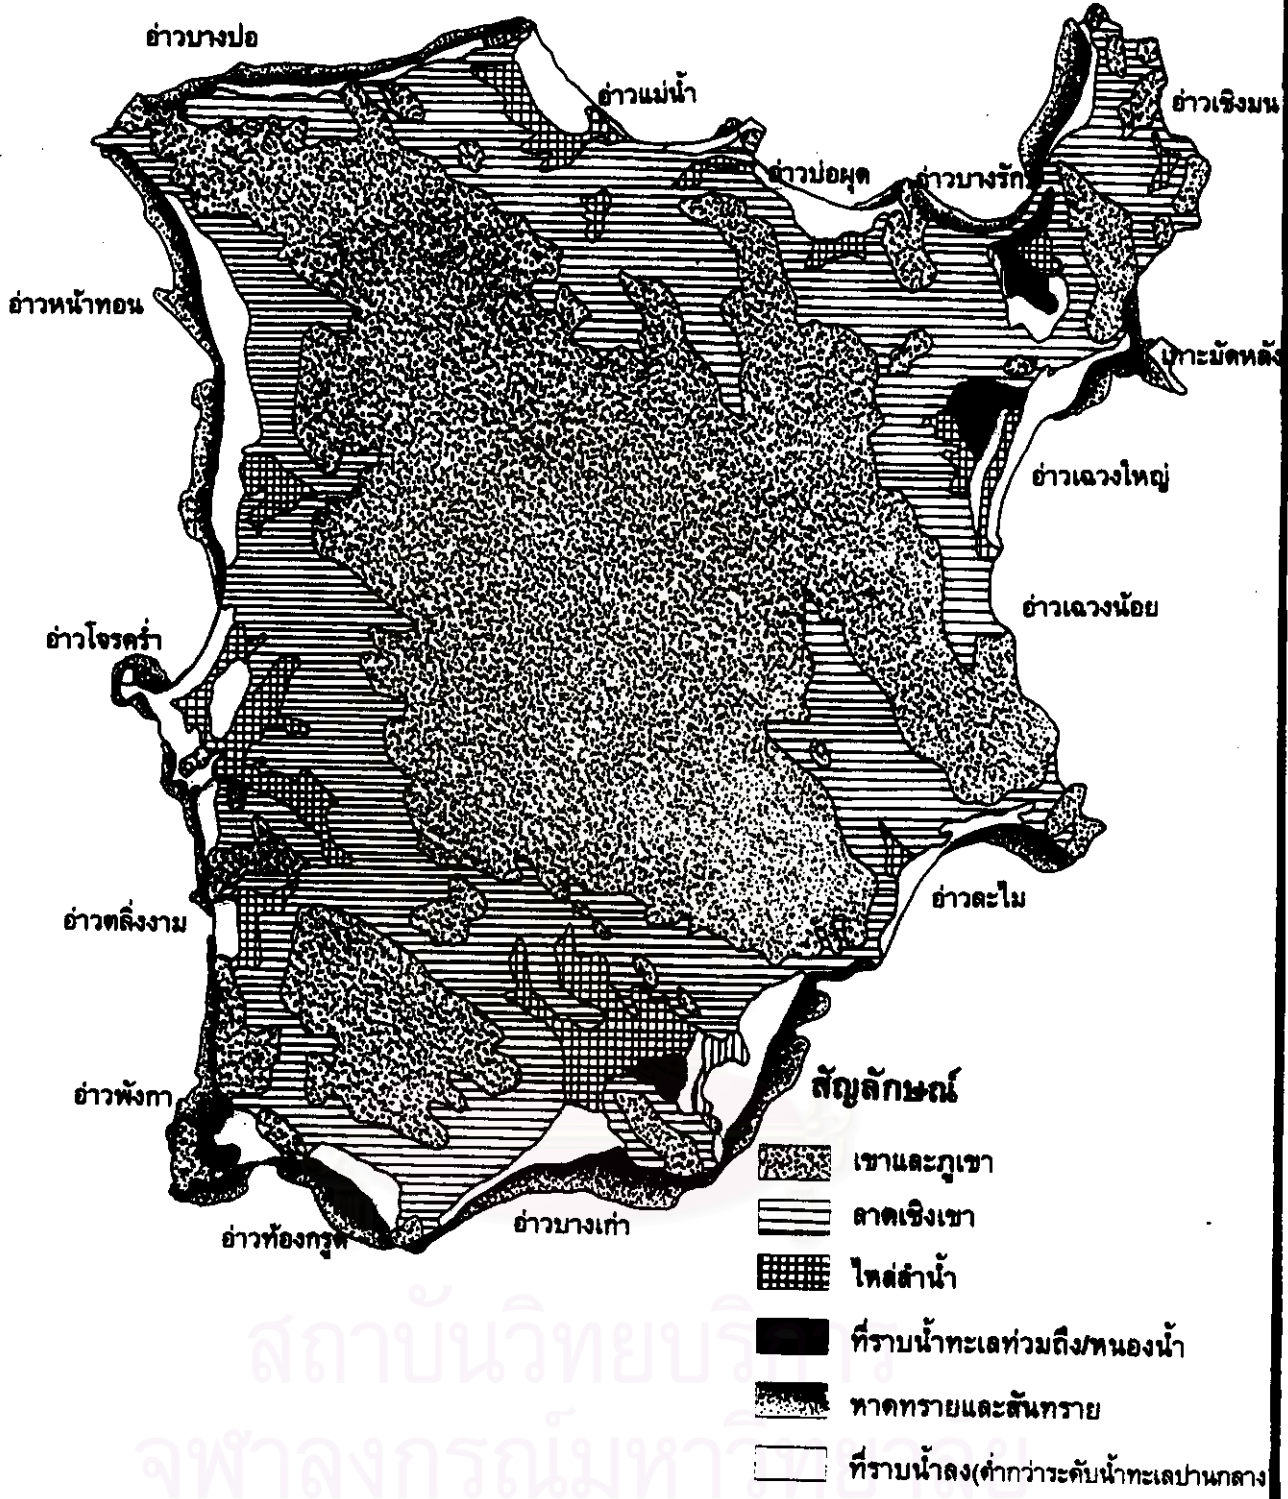 อ่าวบางปอ
อ่าวแม่น้ำ
อ่าวเชิงมน
อ่าวบ่อผุด
อ่าวบางรัก
อ่าวหน้าทอน
เกาะมัดหลัง
อ่าวเฉวงใหญ่
อ่าวเฉวงน้อย
อ่าวโจรคร่ำ
อ่าวละไม
อ่าวตลิ่งงาม
อ่าวพังกา
อ่าวท้องกรูด
อ่าวบางเก่า
สัญลักษณ์
เขาและภูเขา
ลาดเชิงเขา
ไหล่ลำน้ำ
ที่ราบน้ำทะเลท่วมถึง/หนองน้ำ
หาดทรายและสันทราย
ที่ราบน้ำลง(ต่ำกว่าระดับน้ำทะเลปานกลาง
สถาบันวิทยบริการ
จุฬาลงกรณ์มหาวิทยาลัย